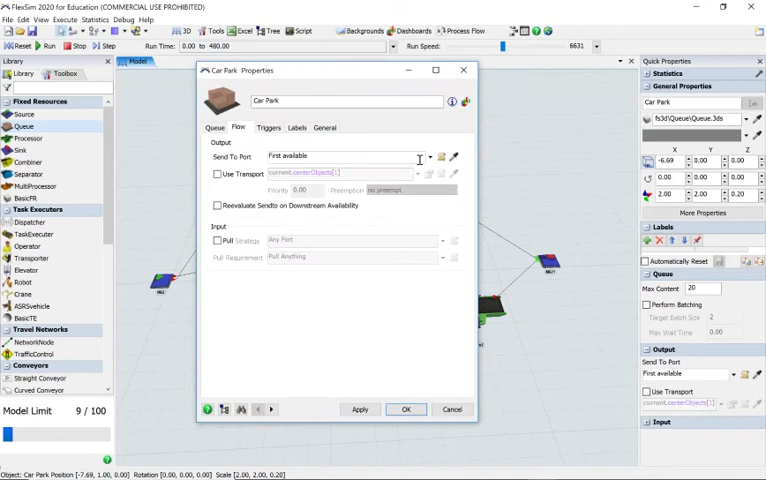 FlexSim 2020 for Education (COMMERCIAL USE PROHIBITED)
File Edit View Execute Statistics Debug Help
3D Tools Excel Tree Script Backgrounds Dashboards Process Flow
Reset Run Stop Step Run Time: 0.00 to 480.00 Run Speed: 6631
Library
Library Toolbox
Fixed Resources
Source
Queue
Processor
Sink
Combiner
Separator
MultiProcessor
BasicFR
Task Executers
Dispatcher
TaskExecuter
Operator
Transporter
Elevator
Robot
Crane
ASRSvehicle
BasicTE
Travel Networks
NetworkNode
TrafficControl
Conveyors
Straight Conveyor
Curved Conveyor
Model Limit 9 / 100
Model
Car Park Properties
Car Park
Queue Flow Triggers Labels General
Output
Send To Port First available
Use Transport current.centerObjects[1]
Priority 0.00 Preemption no preempt
Reevaluate Sendto on Downstream Availability
Input
Pull Strategy Any Port
Pull Requirement Pull Anything
Apply OK Cancel
Quick Properties
Statistics
General Properties
Car Park
fs3d\Queue\Queue.3ds
X Y Z
-6.69 0.00 0.00
0.00 0.00 0.00
2.00 2.00 0.20
More Properties
Labels
Automatically Reset
Queue
Max Content 20
Perform Batching
Target Batch Size 2
Max Wait Time 0.00
Output
Send To Port
First available
Use Transport
current.centerObjects[1]
Input
Object: Car Park Position [-7.69, 1.00, 0.00] Rotation [0.00, 0.00, 0.00] Scale [2.00, 2.00, 0.20]